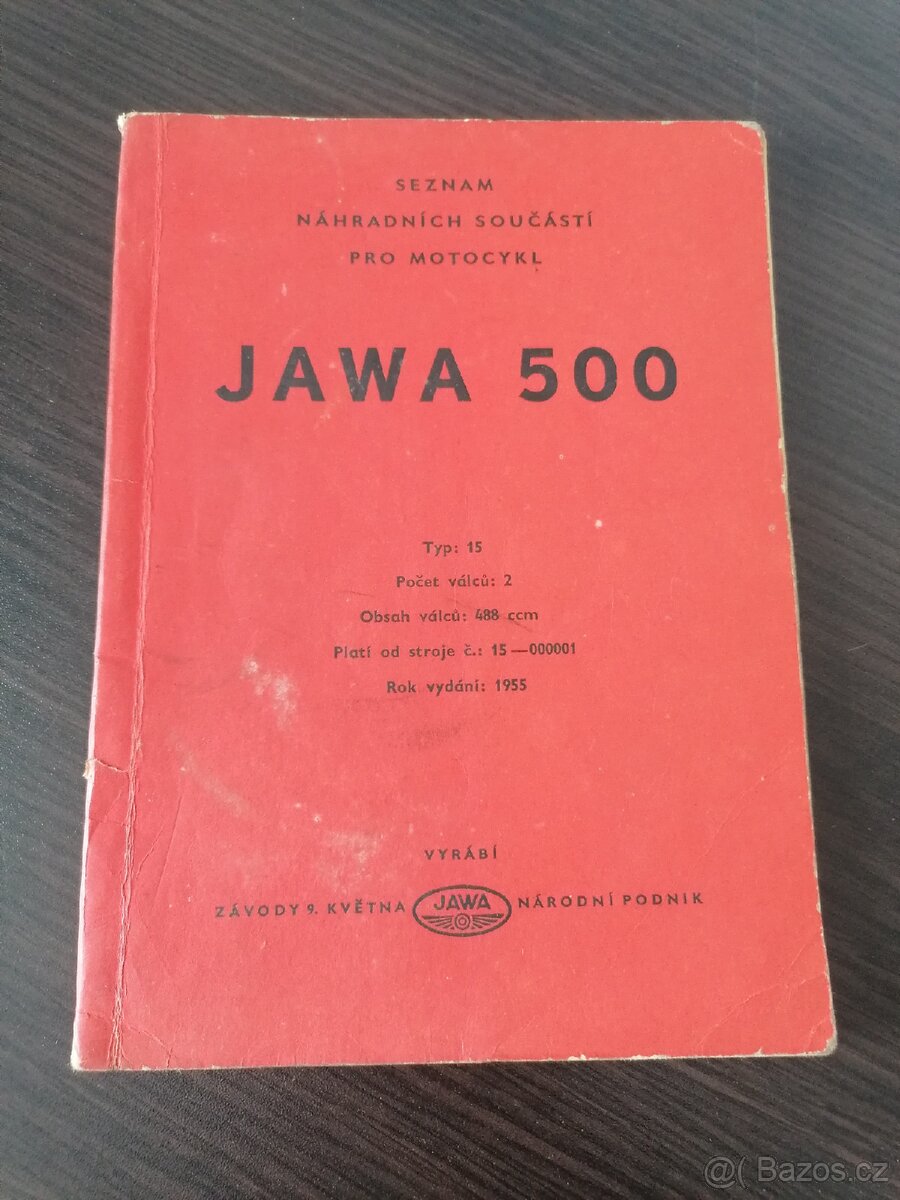 SEZNAM
NÁHRADNÍCH SOUČÁSTÍ
PRO MOTOCYKL
JAWA 500
Typ: 15
Počet válců: 2
Obsah válců: 488 ccm
Platí od stroje č.: 15—000001
Rok vydání: 1955
VYRÁBÍ
ZÁVODY 9. KVĚTNA JAWA NÁRODNÍ PODNIK
@( Bazos.cz